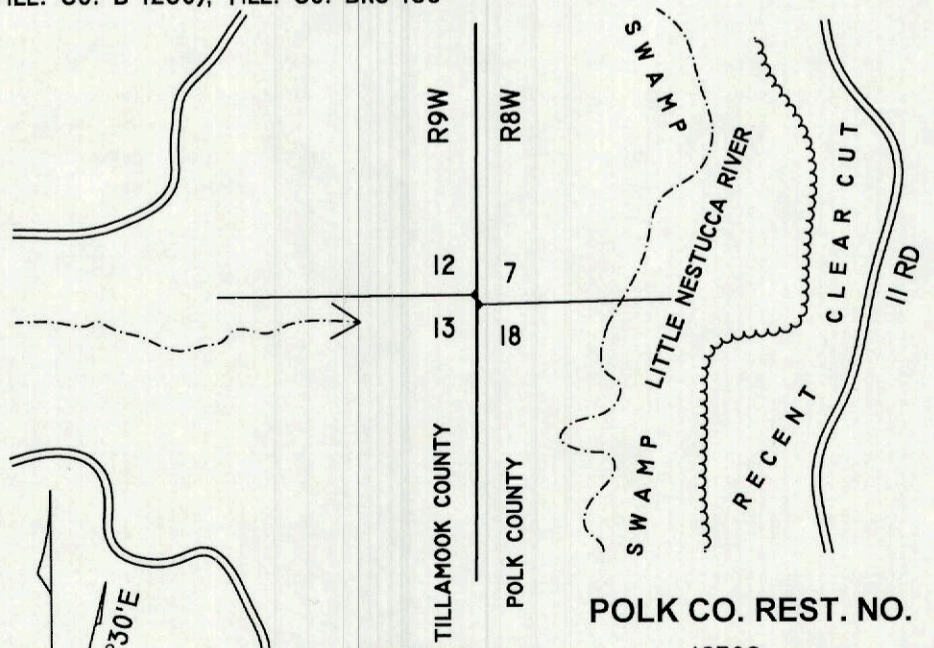 R9W
R8W
SWAMP
LITTLE NESTUCCA RIVER
CLEAR CUT
11 RD
12
7
13
18
TILLAMOOK COUNTY
POLK COUNTY
SWAMP
RECENT
30'E
POLK CO. REST. NO.